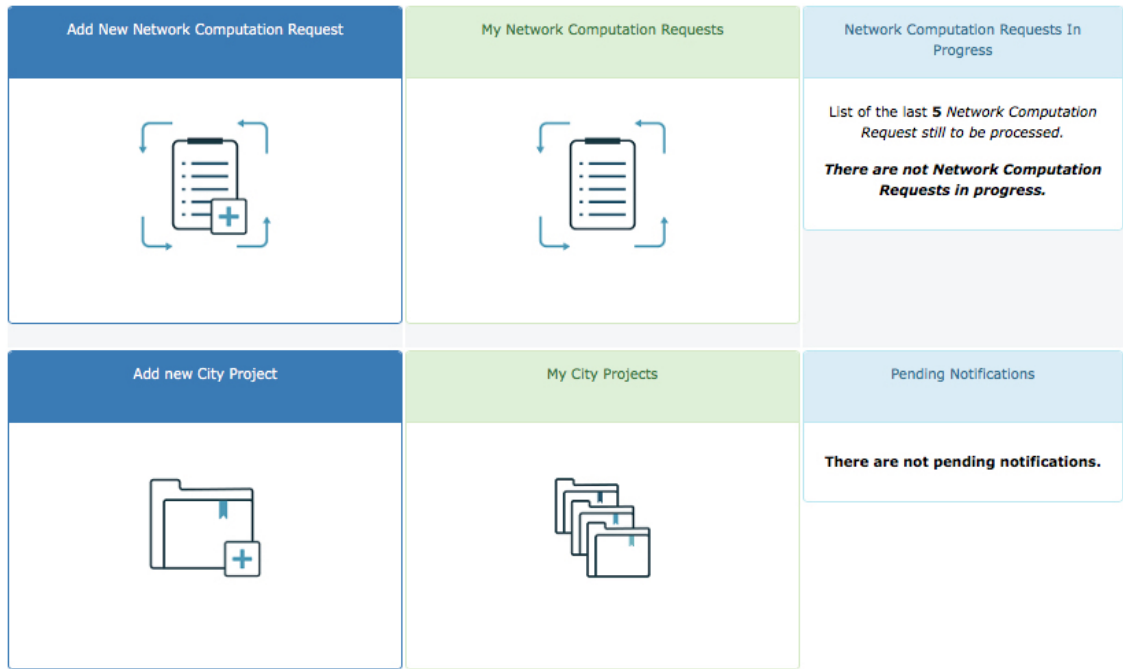 Add New Network Computation Request
My Network Computation Requests
Network Computation Requests In
Progress
List of the last 5 Network Computation
Request still to be processed.
There are not Network Computation
Requests in progress.
Add new City Project
My City Projects
Pending Notifications
There are not pending notifications.